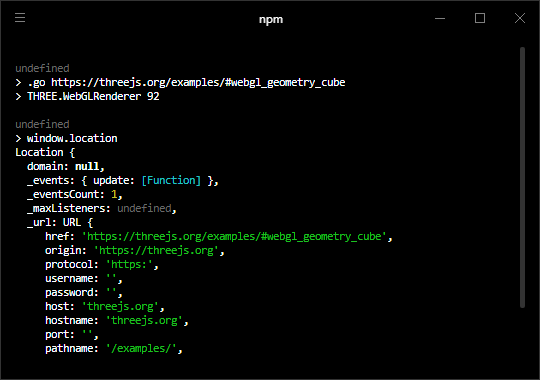 npm
undefined
> .go https://threejs.org/examples/#webgl_geometry_cube
> THREE.WebGLRenderer 92
undefined
> window.location
Location {
  domain: null,
  _events: { update: [Function] },
  _eventsCount: 1,
  _maxListeners: undefined,
  _url: URL {
     href: 'https://threejs.org/examples/#webgl_geometry_cube',
     origin: 'https://threejs.org',
     protocol: 'https:',
     username: '',
     password: '',
     host: 'threejs.org',
     hostname: 'threejs.org',
     port: '',
     pathname: '/examples/',